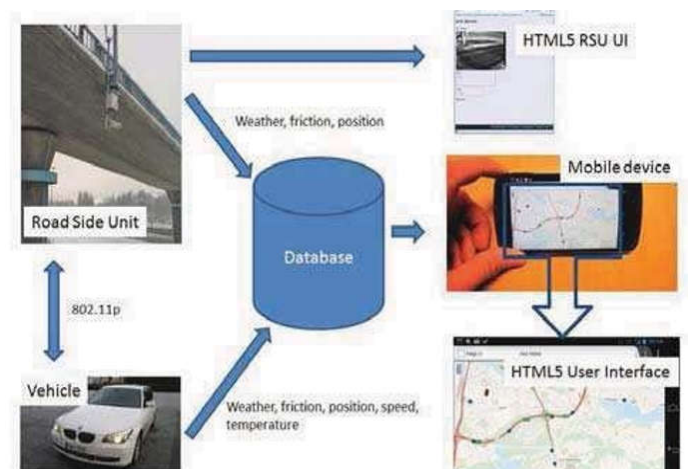 HTML5 RSU UI
Weather, friction, position
Mobile device
Road Side Unit
Database
802.11p
Vehicle
HTML5 User Interface
Weather, friction, position, speed,
temperature